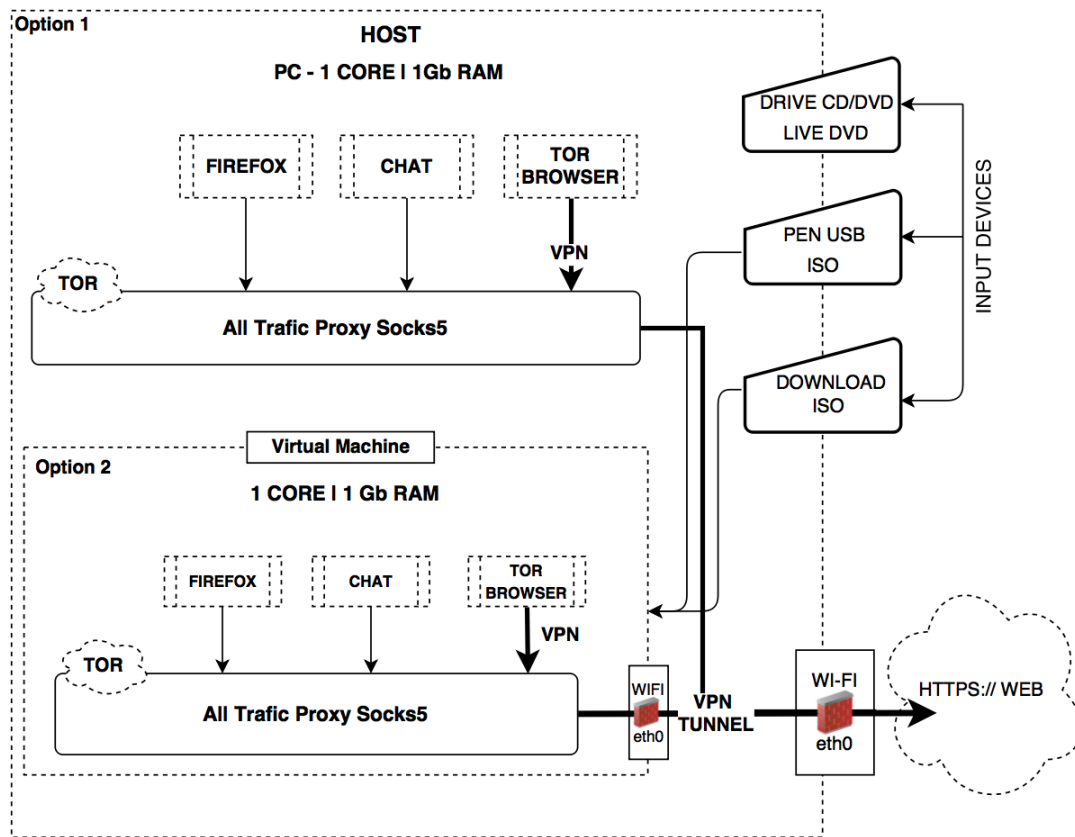 Option 1
HOST
PC - 1 CORE | 1Gb RAM
FIREFOX
CHAT
TOR
BROWSER
VPN
TOR
All Trafic Proxy Socks5
DRIVE CD/DVD
LIVE DVD
PEN USB
ISO
DOWNLOAD
ISO
INPUT DEVICES
Virtual Machine
Option 2
1 CORE | 1 Gb RAM
FIREFOX
CHAT
TOR
BROWSER
VPN
TOR
All Trafic Proxy Socks5
WIFI
eth0
VPN
TUNNEL
WI-FI
eth0
HTTPS:// WEB